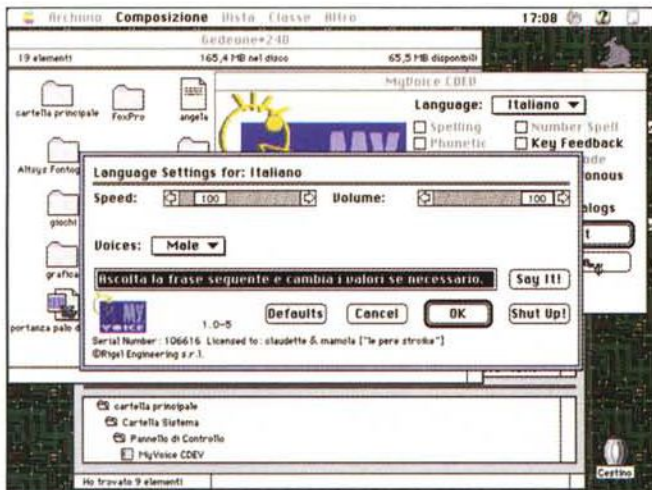 Archivio Composizione Vista Classe Altro 17:08
Gedeone*240
19 elementi 165,4 MB nel disco 65,5 MB disponibili
MyVoice CDEV
cartella principale FoxPro angela
Language: Italiano
Spelling Number Spell
Phonetic Key Feedback
Altsys Fontog
giochi
grafica
portanza palo d
Language Settings for: Italiano
Speed: 100 Volume: 100
Voices: Male
Ascolta la frase seguente e cambia i valori se necessario. Say It!
MY VOICE 1.0-5 Defaults Cancel OK Shut Up!
Serial Number: 106616 Licensed to: claudette & mamola ["le pere stroike"]
©Rigel Engineering s.r.l.
cartella principale
Cartella Sistema
Pannello di Controllo
MyVoice CDEV
Ho trovato 9 elementi
Cestino